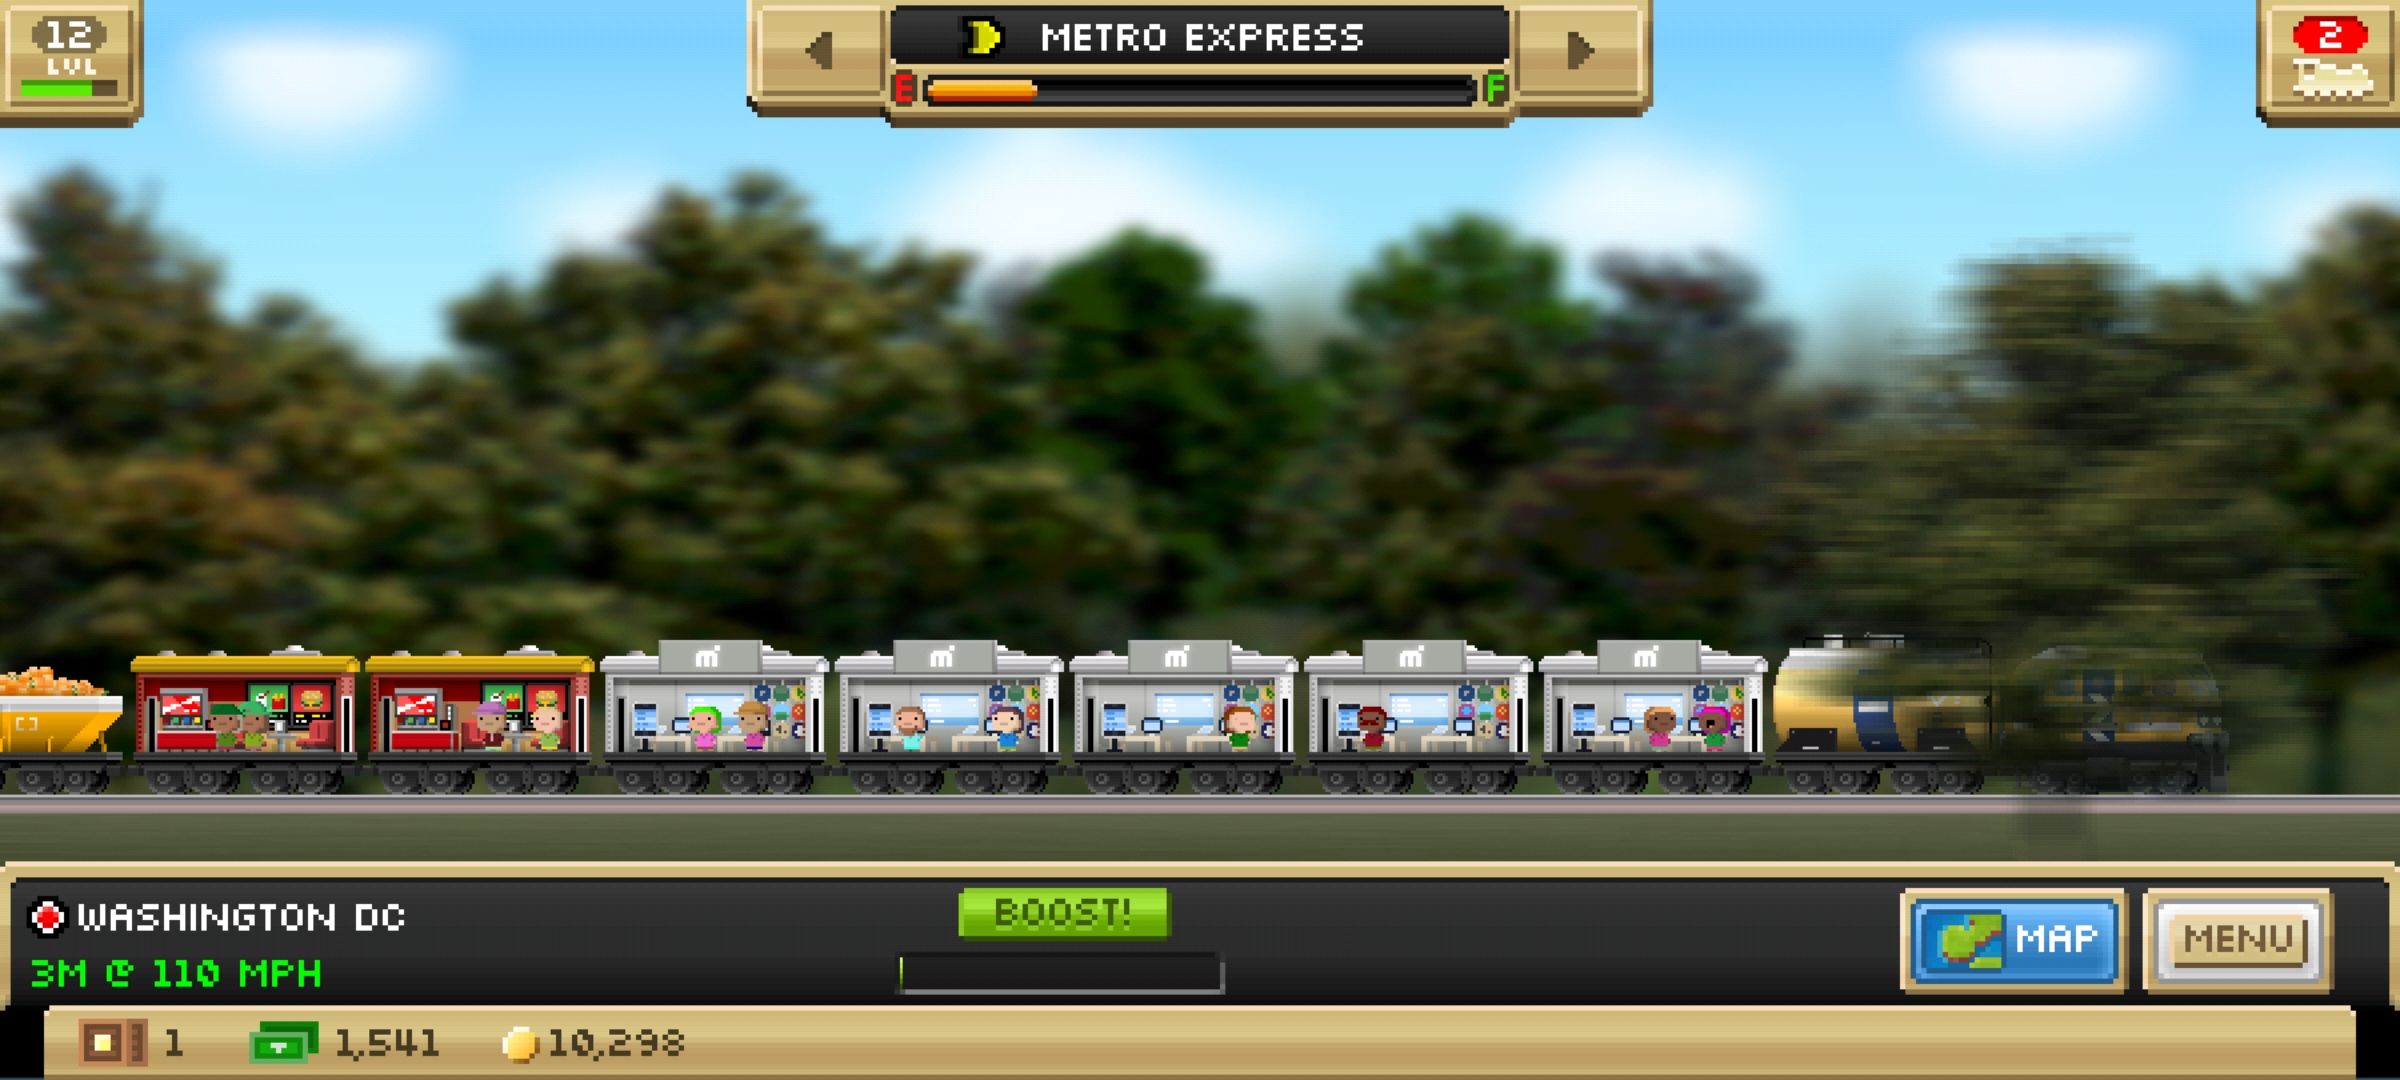 12
LVL
METRO EXPRESS
E F
2
m m m m m
WASHINGTON DC
3M @ 110 MPH
BOOST!
MAP
MENU
1 1,541 10,298